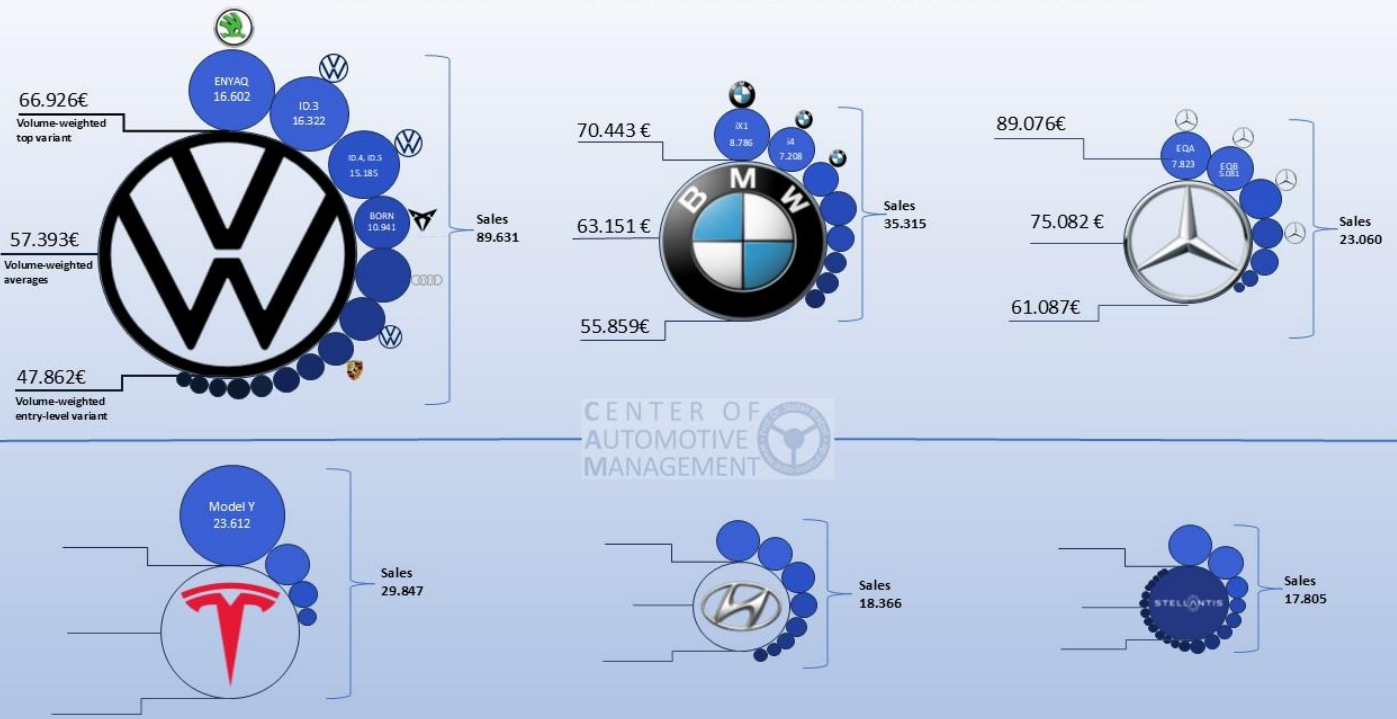 ENYAQ
16.602
ID.3
16.322
ID.4, ID.5
15.185
BORN
10.941
66.926€
Volume-weighted
top variant
57.393€
Volume-weighted
averages
47.862€
Volume-weighted
entry-level variant
Sales
89.631
iX1
8.786
i4
7.208
70.443 €
63.151 €
55.859€
BMW
Sales
35.315
EQA
7.823
EQB
5.081
89.076€
75.082 €
61.087€
Sales
23.060
CENTER OF
AUTOMOTIVE
MANAGEMENT
Model Y
23.612
Sales
29.847
Sales
18.366
STELLANTIS
Sales
17.805